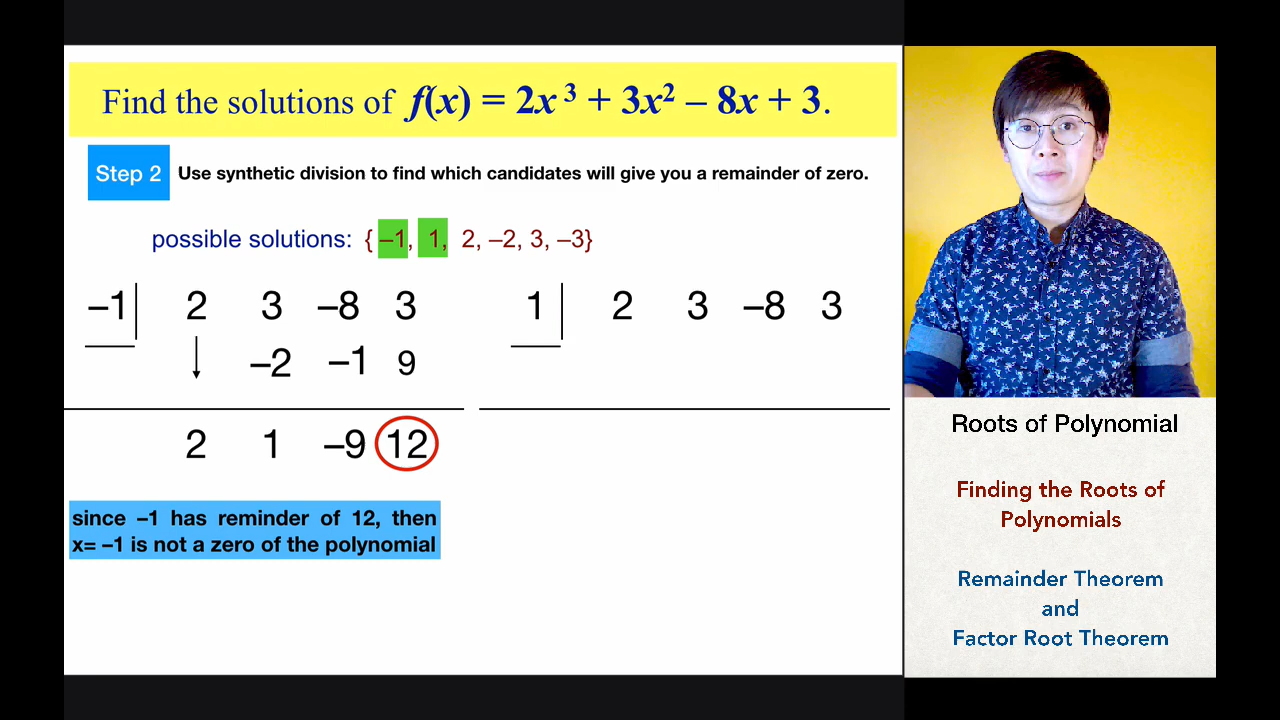 Find the solutions of f(x) = 2x³ + 3x² – 8x + 3.
Step 2 Use synthetic division to find which candidates will give you a remainder of zero.
possible solutions: { –1, 1, 2, –2, 3, –3}
–1 2 3 –8 3
–2 –1 9
2 1 –9 12
since –1 has reminder of 12, then
x= –1 is not a zero of the polynomial
1 2 3 –8 3
Roots of Polynomial
Finding the Roots of
Polynomials
Remainder Theorem
and
Factor Root Theorem